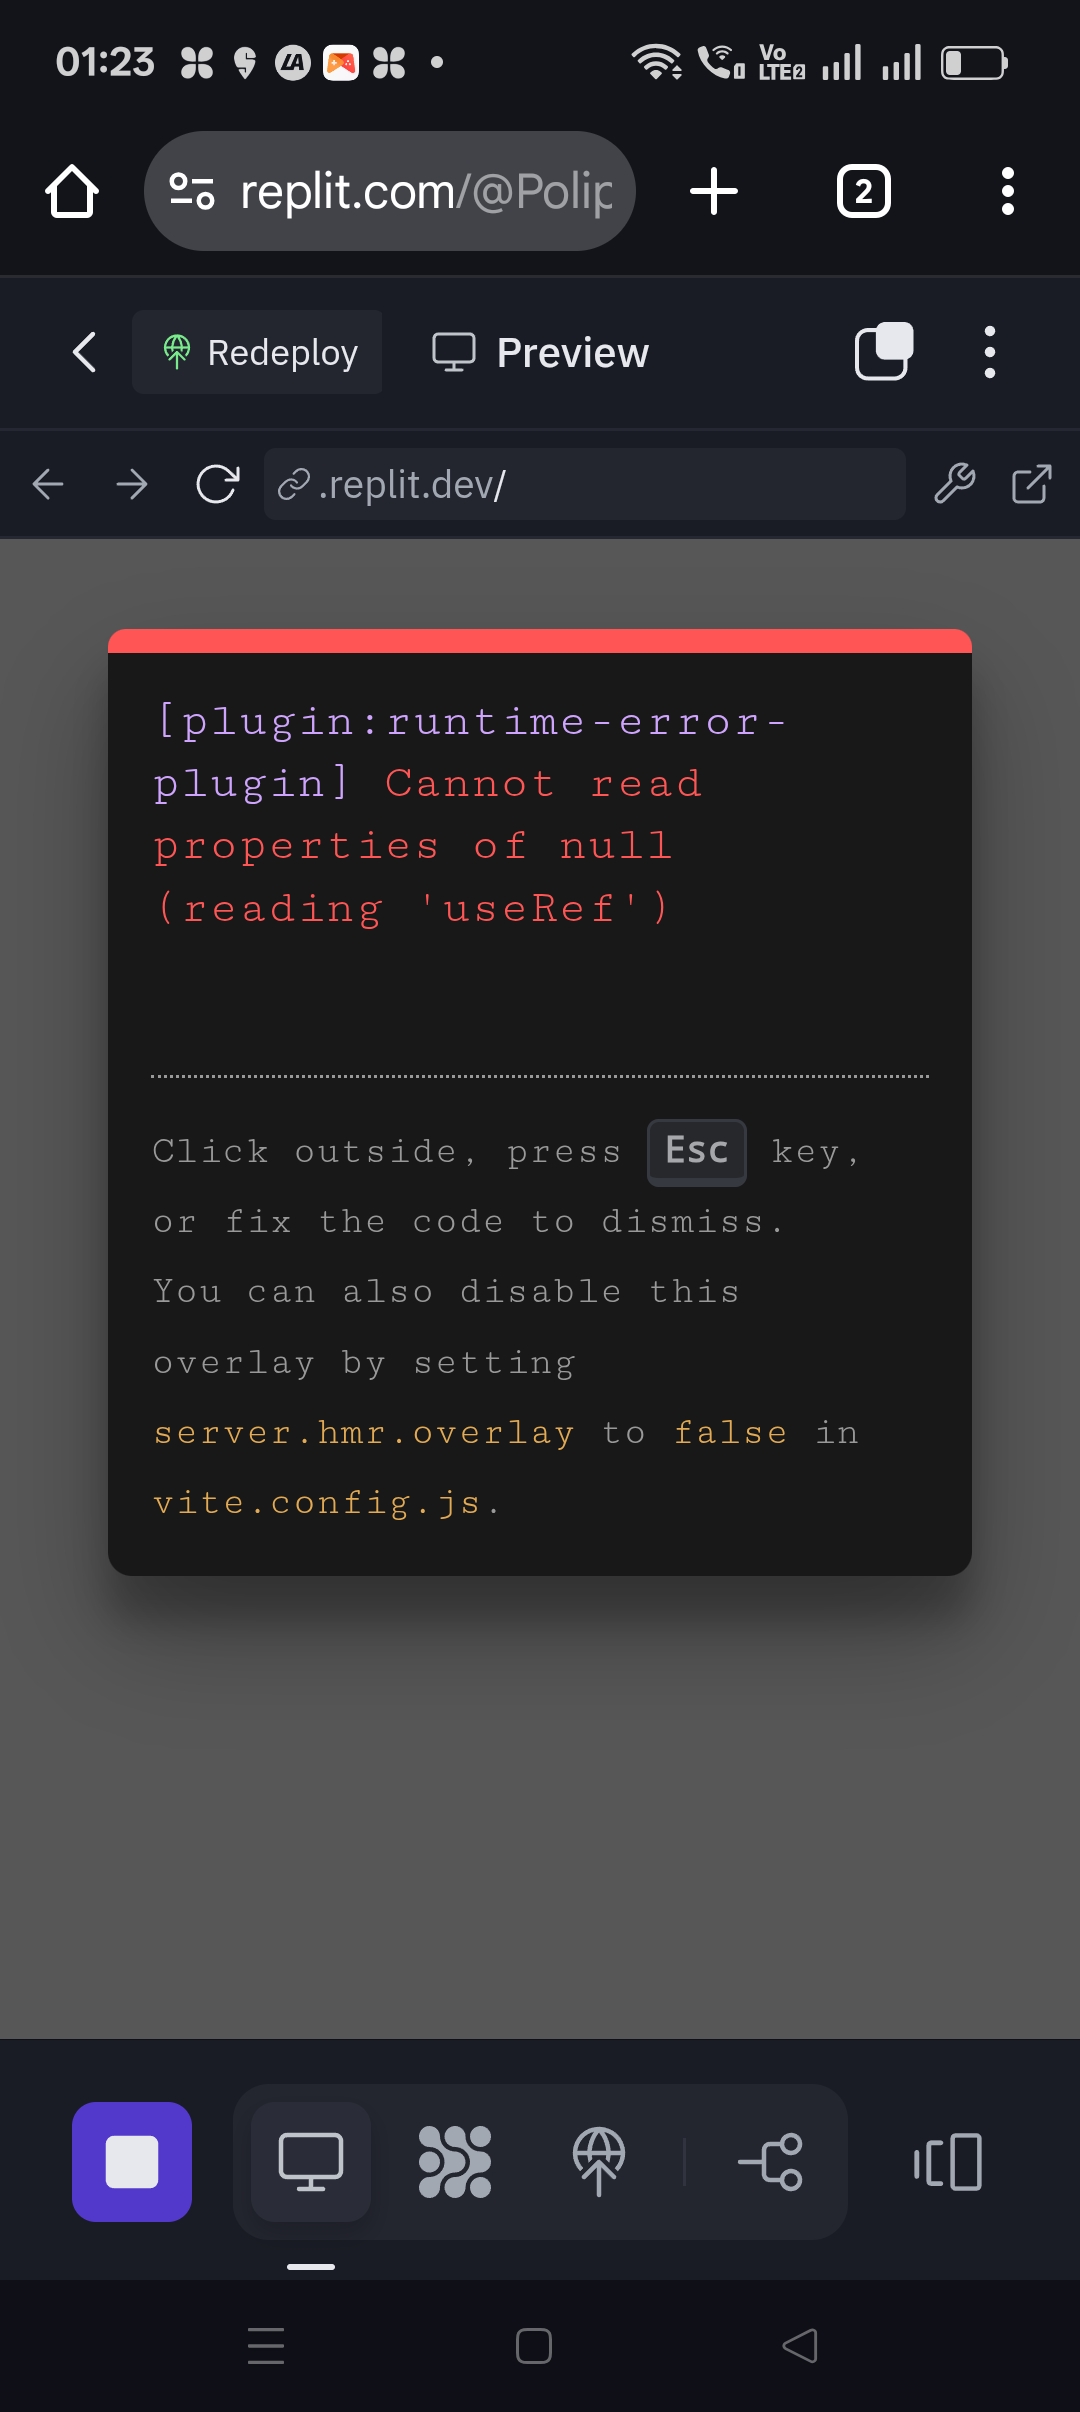 01:23
Vo
LTE2
replit.com/@Polip
2
Redeploy
Preview
.replit.dev/
[plugin:runtime-error-
plugin] Cannot read
properties of null
(reading 'useRef')
Click outside, press Esc key,
or fix the code to dismiss.
You can also disable this
overlay by setting
server.hmr.overlay to false in
vite.config.js.